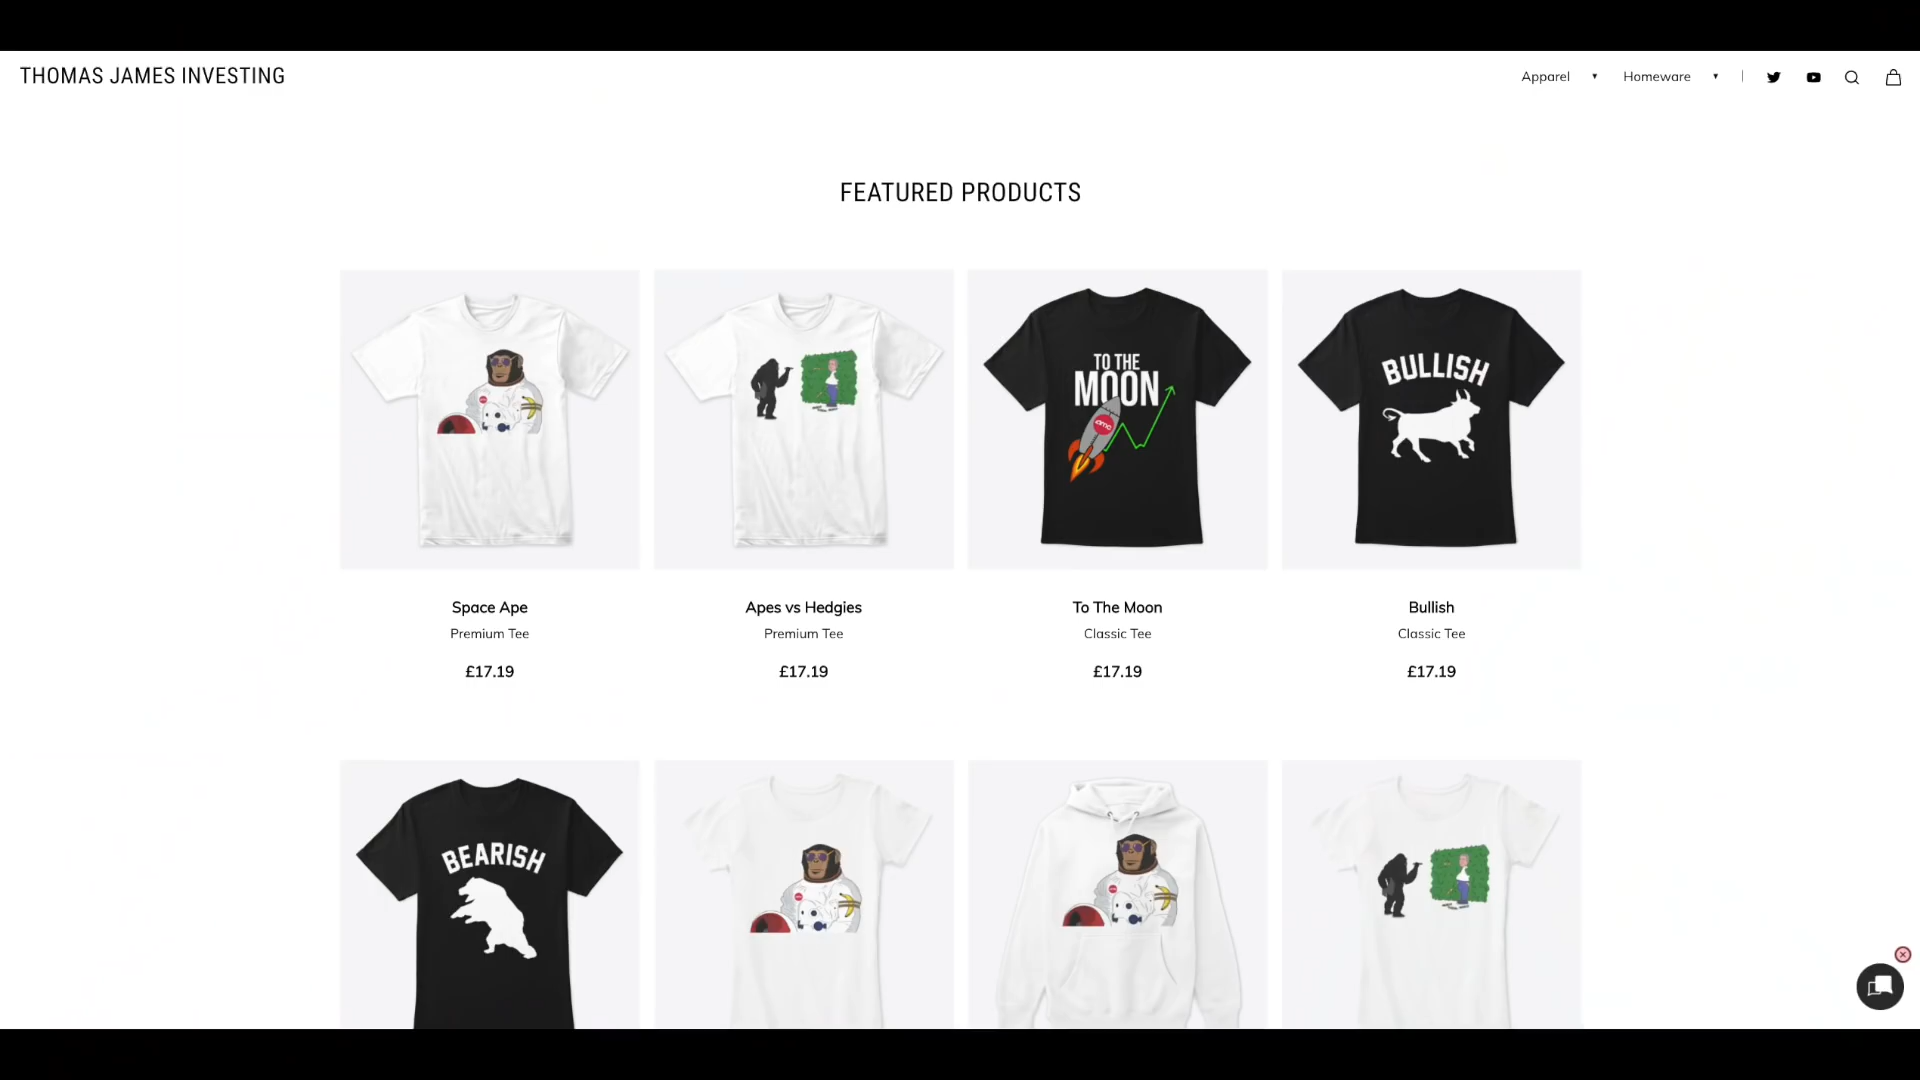 THOMAS JAMES INVESTING
Apparel
Homeware
FEATURED PRODUCTS
TO THE
MOON
amc
BULLISH
Space Ape
Premium Tee
£17.19
Apes vs Hedgies
Premium Tee
£17.19
To The Moon
Classic Tee
£17.19
Bullish
Classic Tee
£17.19
BEARISH